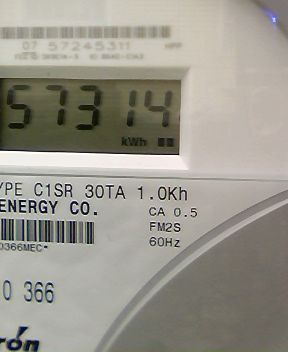 07 57245311
57314
kWh
YPE C1SR 30TA 1.0Kh
ENERGY CO.
CA 0.5
FM2S
60Hz
0366MEC*
0 366
rón